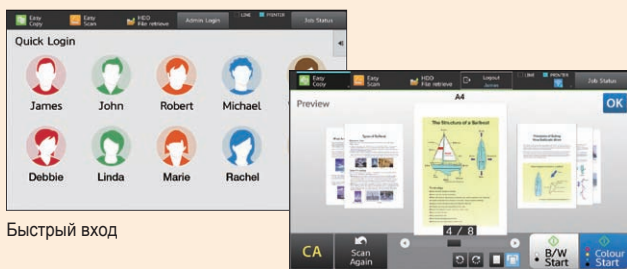 Easy Copy
Easy Scan
HDD File retrieve
Admin Login
LINE
PRINTER
Job Status
Quick Login
James
John
Robert
Michael
Debbie
Linda
Marie
Rachel
Easy Copy
Easy Scan
HDD File retrieve
Logout
James
LINE
PRINTER
Job Status
Preview
A4
OK
The Structure of a Sailboat
4 / 8
CA
Scan Again
B/W Start
Colour Start
Быстрый вход